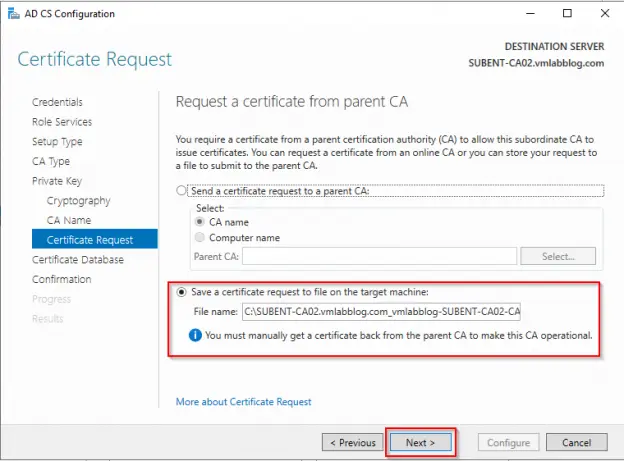 AD CS Configuration
Certificate Request
DESTINATION SERVER
SUBENT-CA02.vmlabblog.com
Credentials
Role Services
Setup Type
CA Type
Private Key
Cryptography
CA Name
Certificate Request
Certificate Database
Confirmation
Progress
Results
Request a certificate from parent CA
You require a certificate from a parent certification authority (CA) to allow this subordinate CA to
issue certificates. You can request a certificate from an online CA or you can store your request to
a file to submit to the parent CA.
Send a certificate request to a parent CA:
Select:
CA name
Computer name
Parent CA:
Select...
Save a certificate request to file on the target machine:
File name: C:\SUBENT-CA02.vmlabblog.com_vmlabblog-SUBENT-CA02-CA
You must manually get a certificate back from the parent CA to make this CA operational.
More about Certificate Request
< Previous Next > Configure Cancel